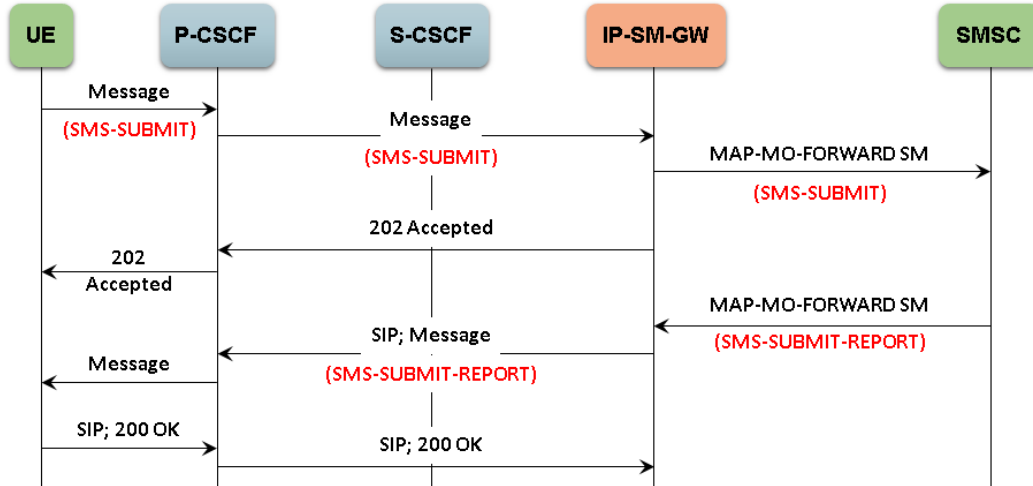 UE
P-CSCF
S-CSCF
IP-SM-GW
SMSC
Message
(SMS-SUBMIT)
Message
(SMS-SUBMIT)
MAP-MO-FORWARD SM
(SMS-SUBMIT)
202 Accepted
202
Accepted
MAP-MO-FORWARD SM
(SMS-SUBMIT-REPORT)
SIP; Message
(SMS-SUBMIT-REPORT)
Message
SIP; 200 OK
SIP; 200 OK